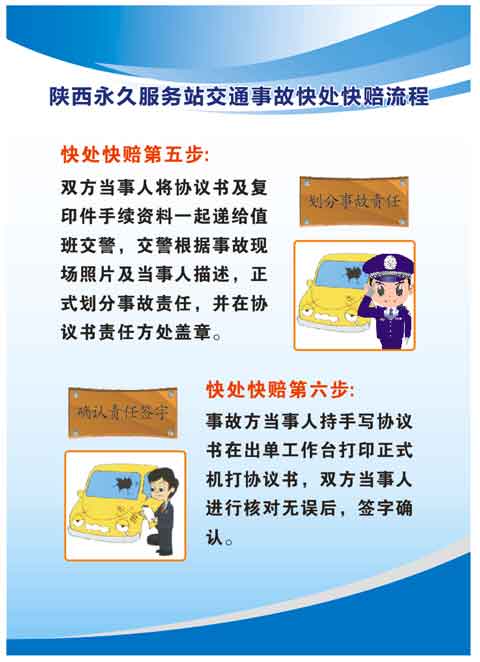 陕西永久服务站交通事故快处快赔流程
快处快赔第五步:
双方当事人将协议书及复
印件手续资料一起递给值
班交警，交警根据事故现
场照片及当事人描述，正
式划分事故责任，并在协
议书责任方处盖章。
划分事故责任
确认责任签字
快处快赔第六步:
事故方当事人持手写协议
书在出单工作台打印正式
机打协议书，双方当事人
进行核对无误后，签字确
认。